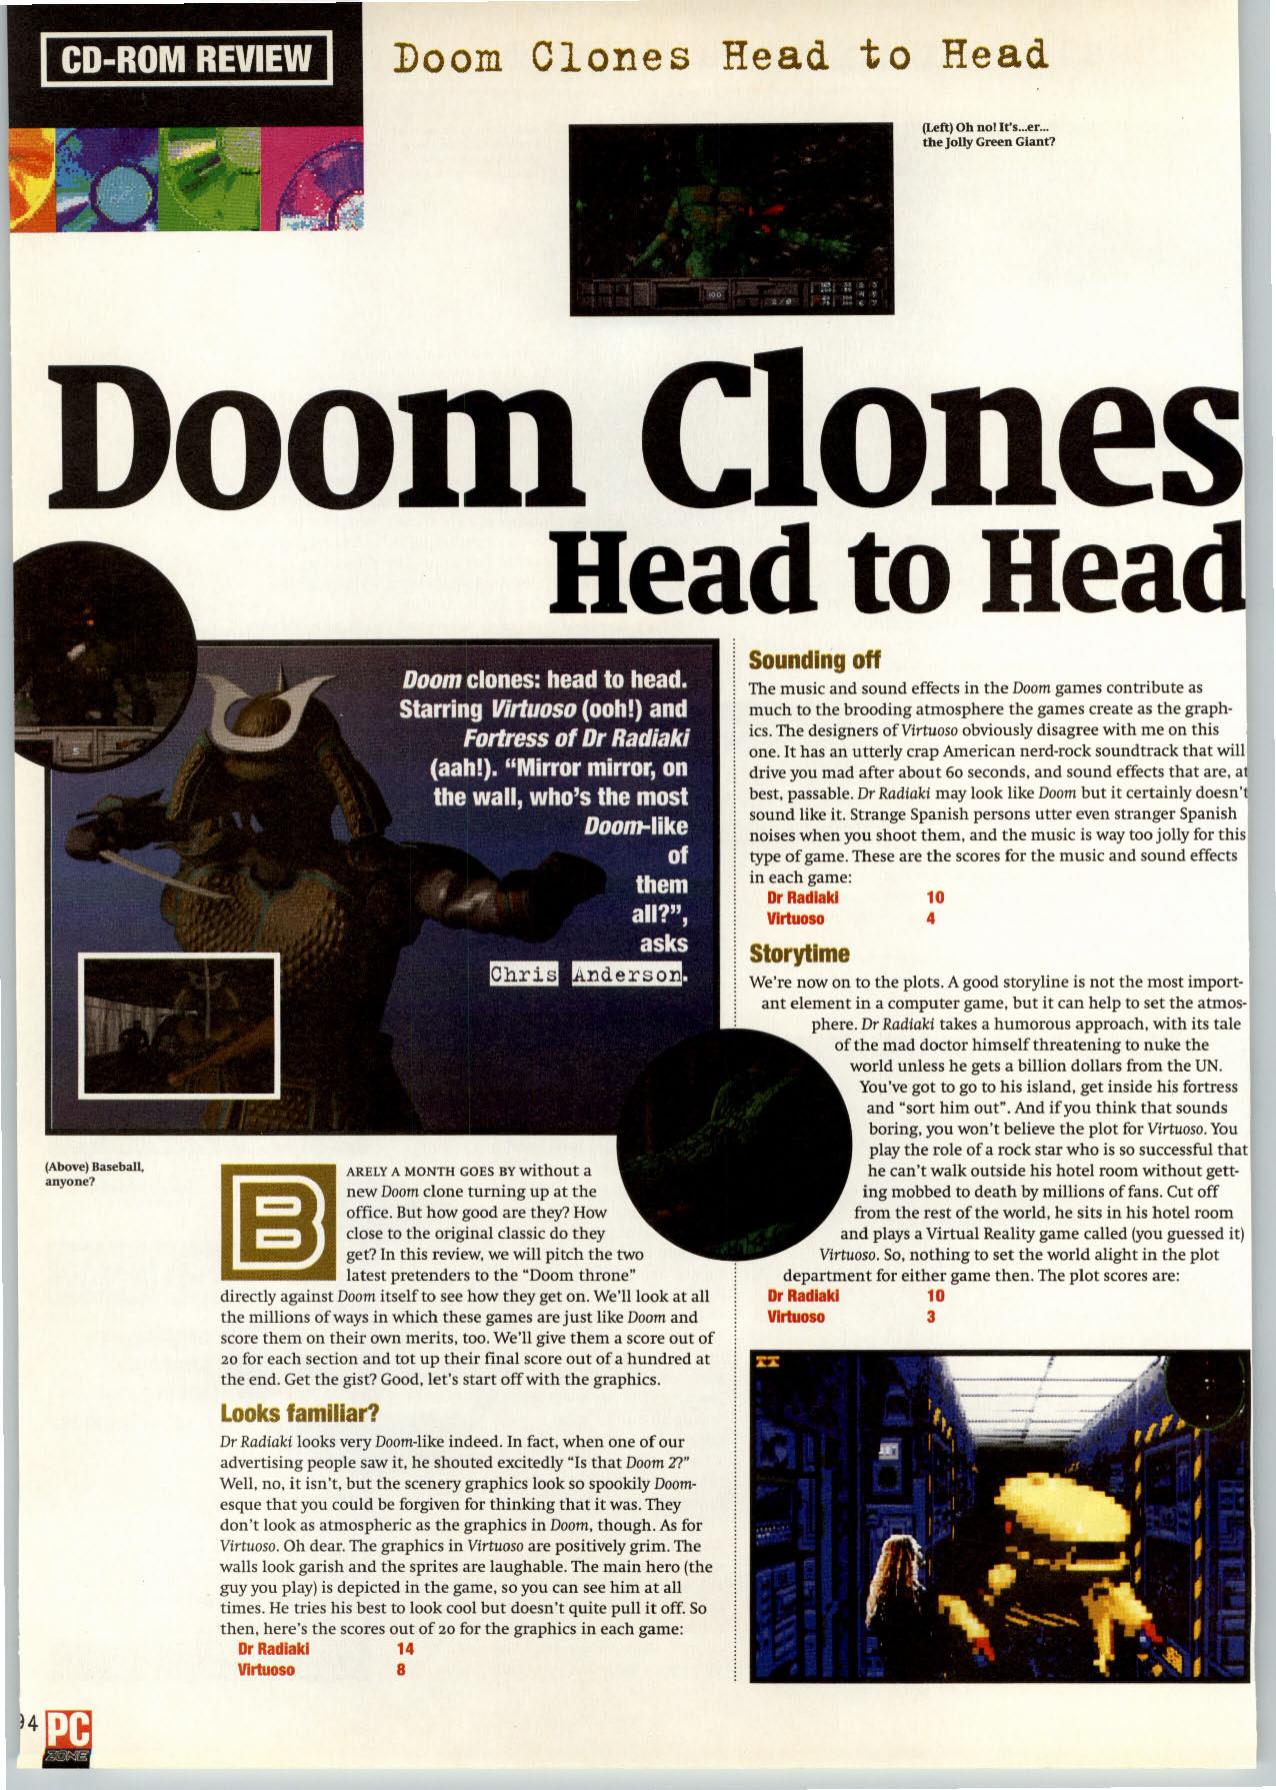 CD-ROM REVIEW
Doom Clones Head to Head
(Left) Oh no! It's...er...
the Jolly Green Giant?
Doom Clones
Head to Head
Doom clones: head to head.
Starring Virtuoso (ooh!) and
Fortress of Dr Radiaki
(aah!). “Mirror mirror, on
the wall, who's the most
Doom-like
of
them
all?”,
asks
Chris Anderson.
(Above) Baseball,
anyone?
BARELY A MONTH GOES BY without a
new Doom clone turning up at the
office. But how good are they? How
close to the original classic do they
get? In this review, we will pitch the two
latest pretenders to the “Doom throne”
directly against Doom itself to see how they get on. We'll look at all
the millions of ways in which these games are just like Doom and
score them on their own merits, too. We'll give them a score out of
20 for each section and tot up their final score out of a hundred at
the end. Get the gist? Good, let's start off with the graphics.
Looks familiar?
Dr Radiaki looks very Doom-like indeed. In fact, when one of our
advertising people saw it, he shouted excitedly “Is that Doom 2?”
Well, no, it isn't, but the scenery graphics look so spookily Doom-
esque that you could be forgiven for thinking that it was. They
don't look as atmospheric as the graphics in Doom, though. As for
Virtuoso. Oh dear. The graphics in Virtuoso are positively grim. The
walls look garish and the sprites are laughable. The main hero (the
guy you play) is depicted in the game, so you can see him at all
times. He tries his best to look cool but doesn't quite pull it off. So
then, here's the scores out of 20 for the graphics in each game:
Dr Radiaki 14
Virtuoso 8
Sounding off
The music and sound effects in the Doom games contribute as
much to the brooding atmosphere the games create as the graph-
ics. The designers of Virtuoso obviously disagree with me on this
one. It has an utterly crap American nerd-rock soundtrack that will
drive you mad after about 60 seconds, and sound effects that are, at
best, passable. Dr Radiaki may look like Doom but it certainly doesn't
sound like it. Strange Spanish persons utter even stranger Spanish
noises when you shoot them, and the music is way too jolly for this
type of game. These are the scores for the music and sound effects
in each game:
Dr Radiaki 10
Virtuoso 4
Storytime
We're now on to the plots. A good storyline is not the most import-
ant element in a computer game, but it can help to set the atmos-
phere. Dr Radiaki takes a humorous approach, with its tale
of the mad doctor himself threatening to nuke the
world unless he gets a billion dollars from the UN.
You've got to go to his island, get inside his fortress
and “sort him out”. And if you think that sounds
boring, you won't believe the plot for Virtuoso. You
play the role of a rock star who is so successful that
he can't walk outside his hotel room without gett-
ing mobbed to death by millions of fans. Cut off
from the rest of the world, he sits in his hotel room
and plays a Virtual Reality game called (you guessed it)
Virtuoso. So, nothing to set the world alight in the plot
department for either game then. The plot scores are:
Dr Radiaki 10
Virtuoso 3
94 PC
ZONE